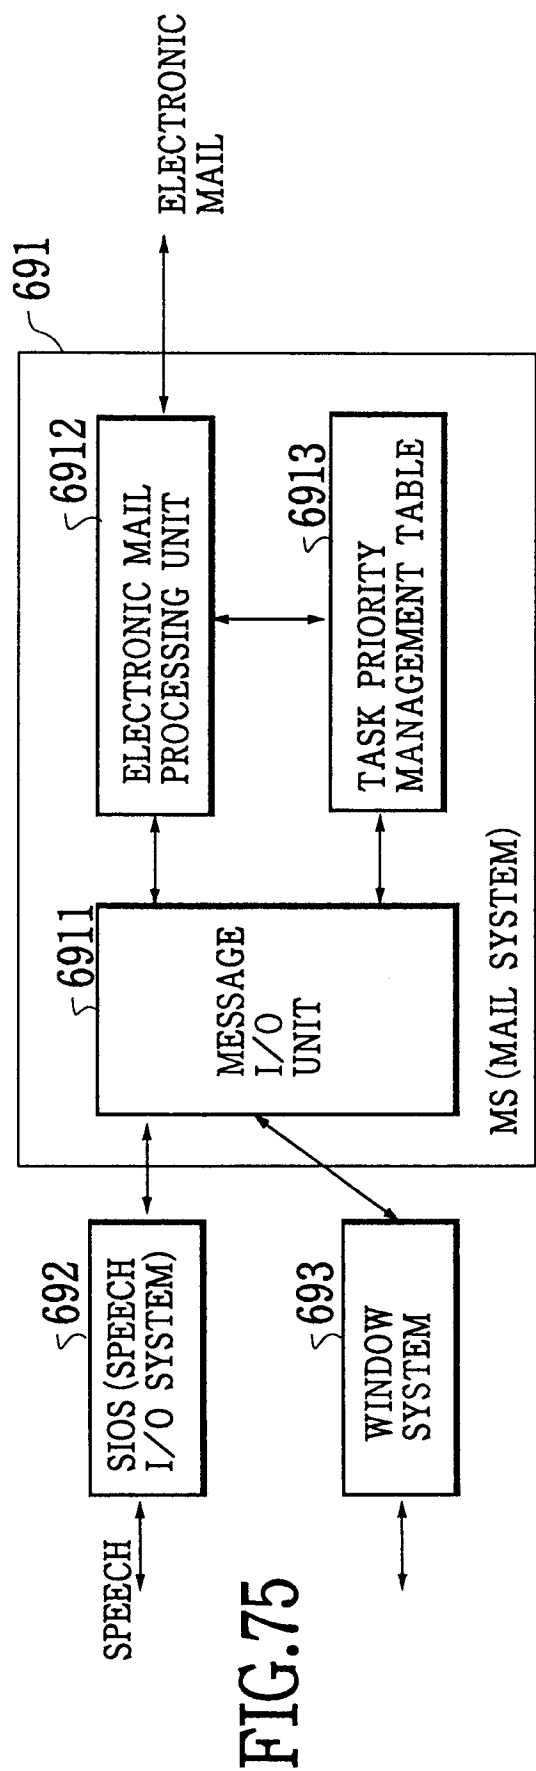 FIG.75
SPEECH
692
SIOS (SPEECH
I/O SYSTEM)
693
WINDOW
SYSTEM
691
6911
MESSAGE
I/O
UNIT
6912
ELECTRONIC MAIL
PROCESSING UNIT
6913
TASK PRIORITY
MANAGEMENT TABLE
MS (MAIL SYSTEM)
ELECTRONIC
MAIL